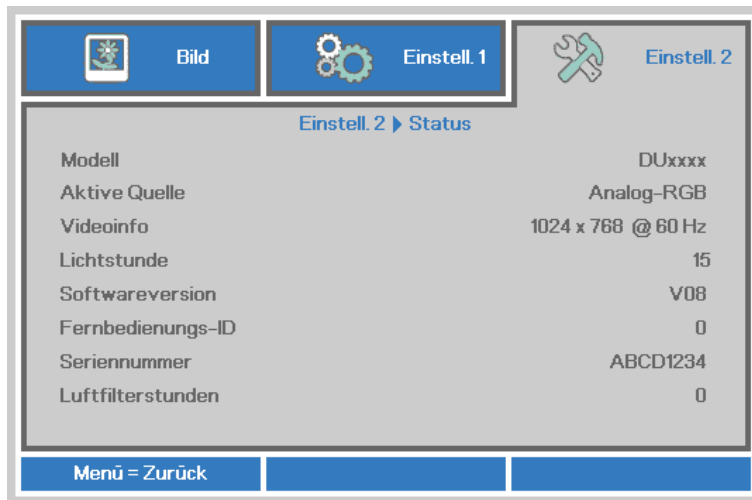 Bild Einstell. 1 Einstell. 2
Einstell. 2 Status
Modell DUxxxx
Aktive Quelle Analog-RGB
Videoinfo 1024 x 768 @ 60 Hz
Lichtstunde 15
Softwareversion V08
Fernbedienungs-ID 0
Seriennummer ABCD1234
Luftfilterstunden 0
Menü = Zurück